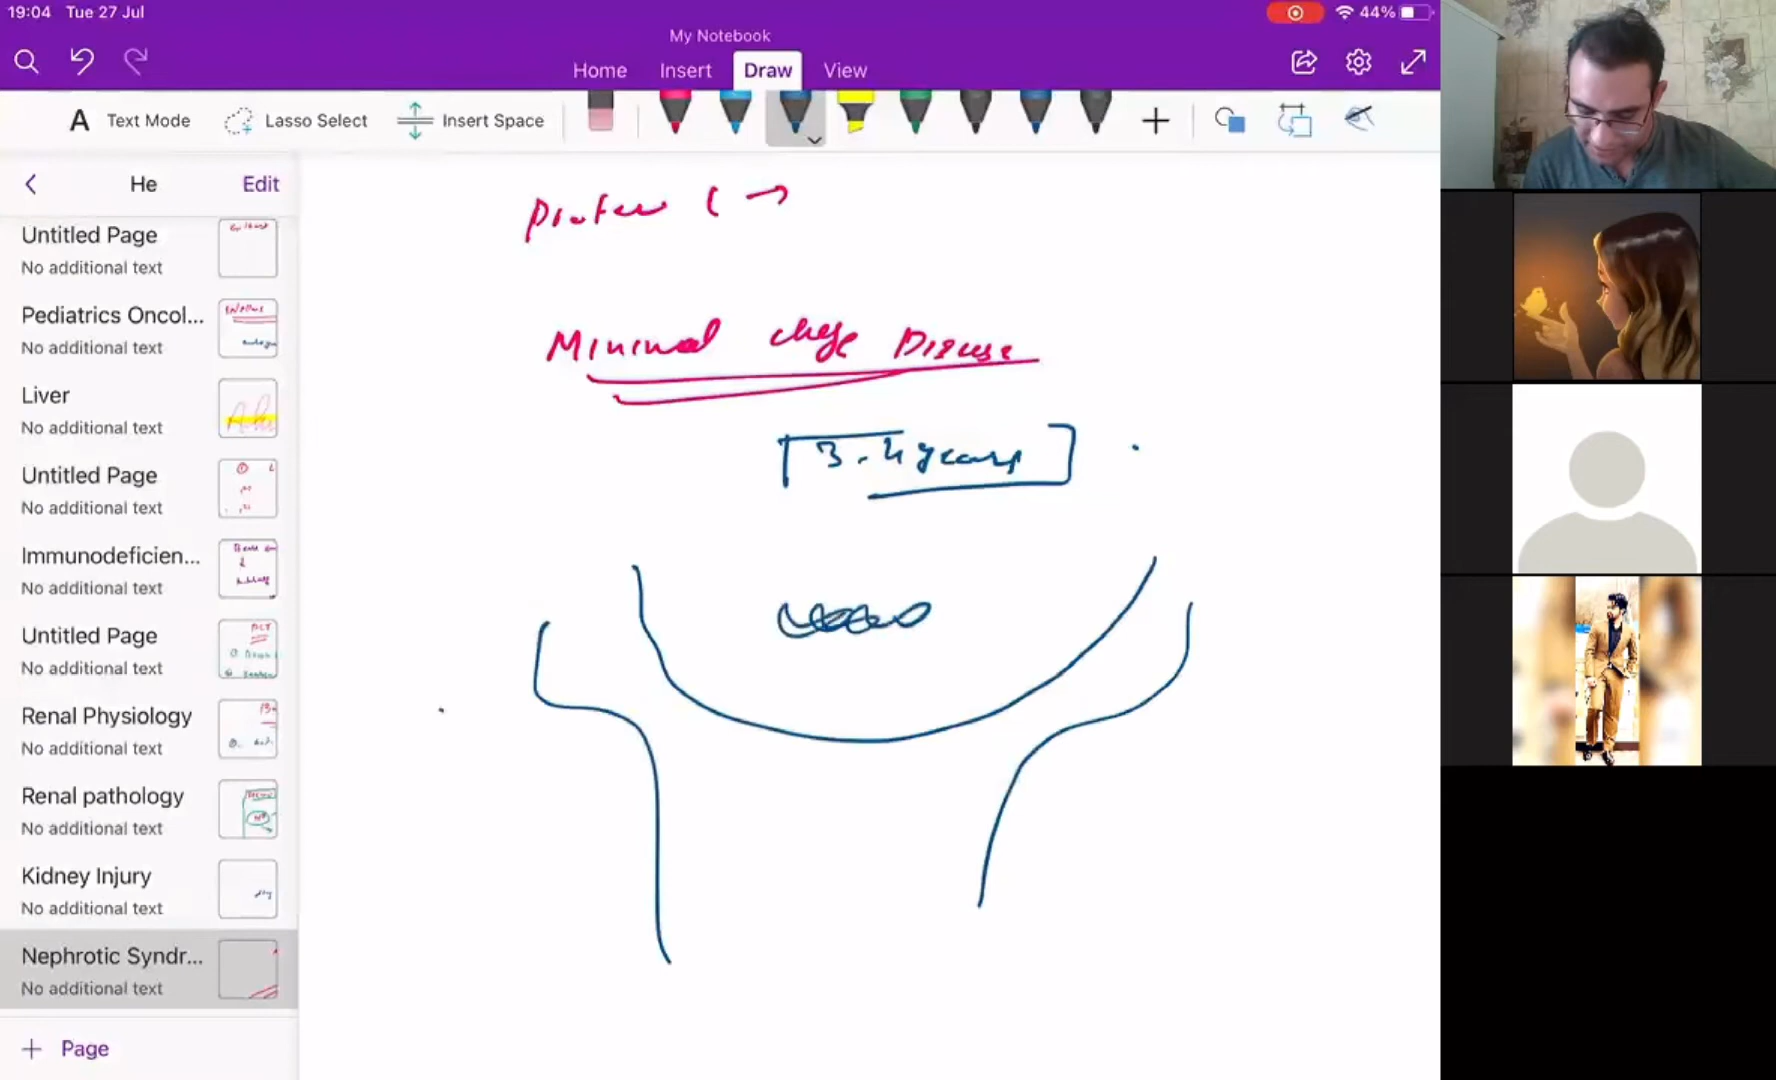 19:04 Tue 27 Jul
44%
My Notebook
Home Insert Draw View
A Text Mode Lasso Select Insert Space
He Edit
Untitled Page
No additional text
Pediatrics Oncol...
No additional text
Liver
No additional text
Untitled Page
No additional text
Immunodeficien...
No additional text
Untitled Page
No additional text
Renal Physiology
No additional text
Renal pathology
No additional text
Kidney Injury
No additional text
Nephrotic Syndr...
No additional text
+ Page
Minimal chge Disease
3-4 years